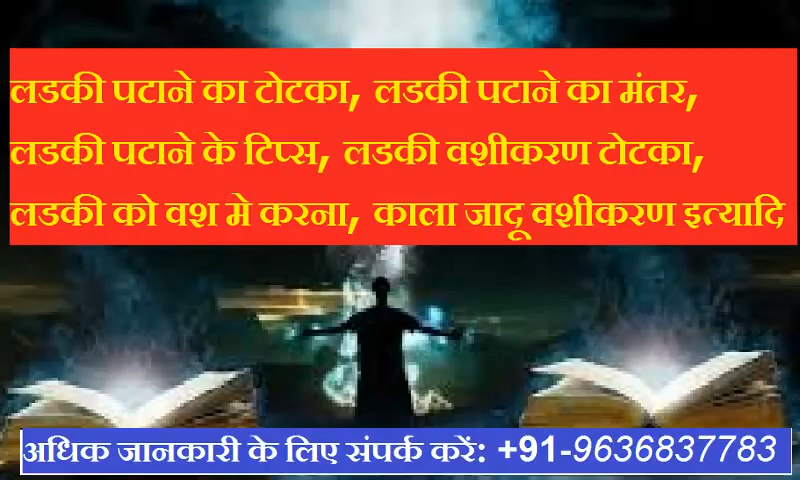 लडकी पटाने का टोटका, लडकी पटाने का मंतर,
लडकी पटाने के टिप्स, लडकी वशीकरण टोटका,
लडकी को वश मे करना, काला जादू वशीकरण इत्यादि
अधिक जानकारी के लिए संपर्क करें: +91-9636837783